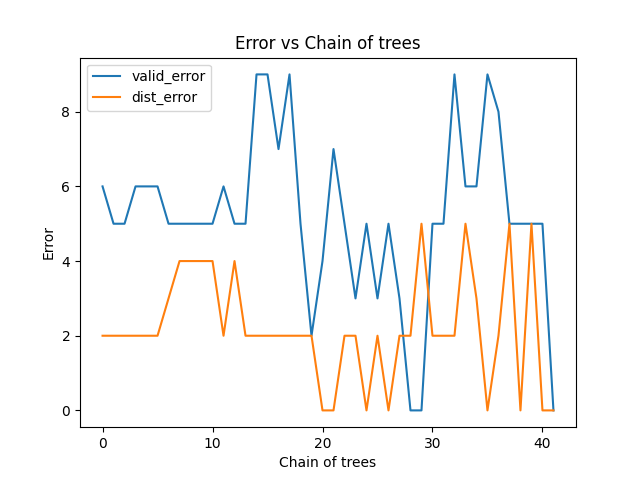 Error vs Chain of trees
valid_error
dist_error
8
6
4
2
0
Error
0 10 20 30 40
Chain of trees